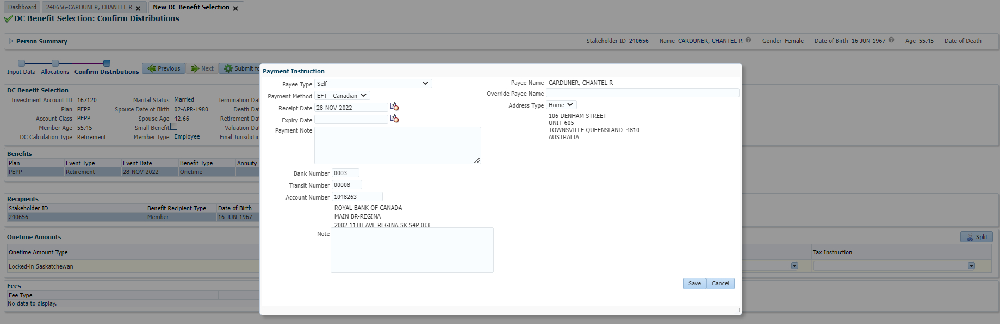 Dashboard 240656-CARDUNER, CHANTEL R New DC Benefit Selection
DC Benefit Selection: Confirm Distributions
Person Summary Stakeholder ID 240656 Name CARDUNER, CHANTEL R Gender Female Date of Birth 16-JUN-1967 Age 55.45 Date of Death
Input Data Allocations Confirm Distributions Previous Next Submit fo
DC Benefit Selection
Investment Account ID 167120 Marital Status Married Termination Dat
Plan PEPP Spouse Date of Birth 02-APR-1980 Death Dat
Account Class PEPP Spouse Age 42.66 Retirement Dat
Member Age 55.45 Small Benefit Valuation Dat
DC Calculation Type Retirement Member Type Employee Final Jurisdictio
Benefits
Plan Event Type Event Date Benefit Type Annuity
PEPP Retirement 28-NOV-2022 Onetime
Recipients
Stakeholder ID Benefit Recipient Type Date of Birth
240656 Member 16-JUN-1967
Onetime Amounts
Split
Onetime Amount Type Tax Instruction
Locked-in Saskatchewan
Fees
Fee Type
No data to display.
Payment Instruction
Payee Type Self
Payment Method EFT - Canadian
Receipt Date 28-NOV-2022
Expiry Date
Payment Note
Payee Name CARDUNER, CHANTEL R
Override Payee Name
Address Type Home
106 DENHAM STREET
UNIT 605
TOWNSVILLE QUEENSLAND 4810
AUSTRALIA
Bank Number 0003
Transit Number 00008
Account Number 1048263
ROYAL BANK OF CANADA
MAIN BR-REGINA
2002 11TH AVE REGINA SK S4P 0J3
Note
Save Cancel